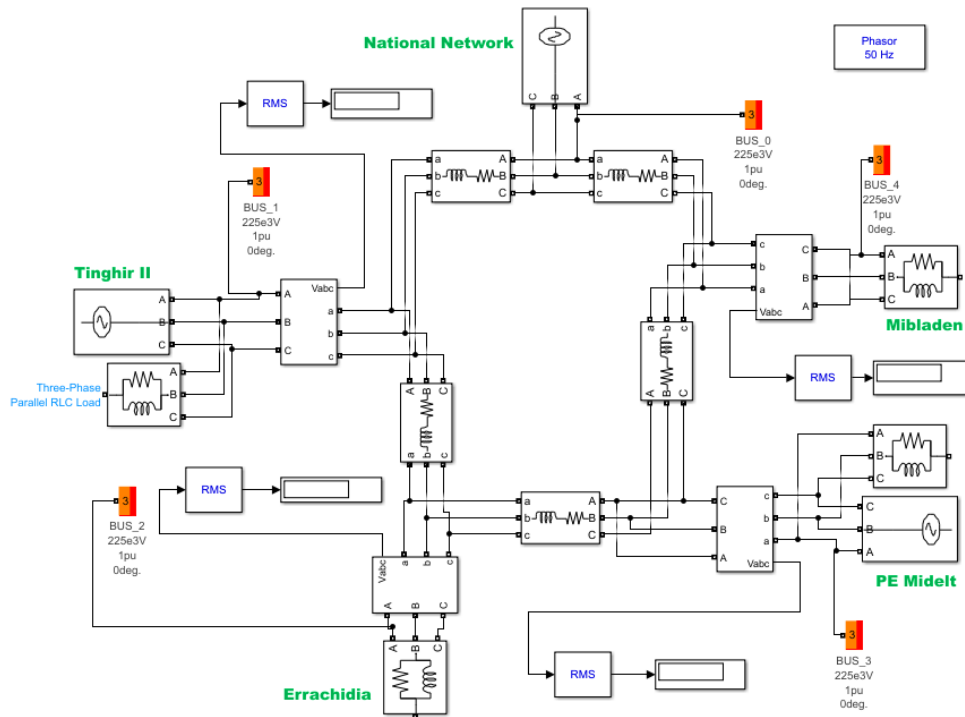 National Network
C B A
Phasor
50 Hz
RMS
3
BUS_0
225e3V
1pu
0deg.
a A
b B
c C
a A
b B
c C
3
BUS_1
225e3V
1pu
0deg.
3
BUS_4
225e3V
1pu
0deg.
Tinghir II
A
B
C
A
B
C
Vabc
a
b
c
c
b
a
Vabc
C
B
A
A
B
C
Mibladen
Three-Phase
Parallel RLC Load
A
B
C
a b c
A B C
RMS
A B C
a b c
RMS
3
BUS_2
225e3V
1pu
0deg.
a A
b B
c C
C
B
A
c
b
a
Vabc
A
B
C
C
B
A
PE Midelt
Vabc a b c
A B C
A B C
Errachidia
RMS
3
BUS_3
225e3V
1pu
0deg.